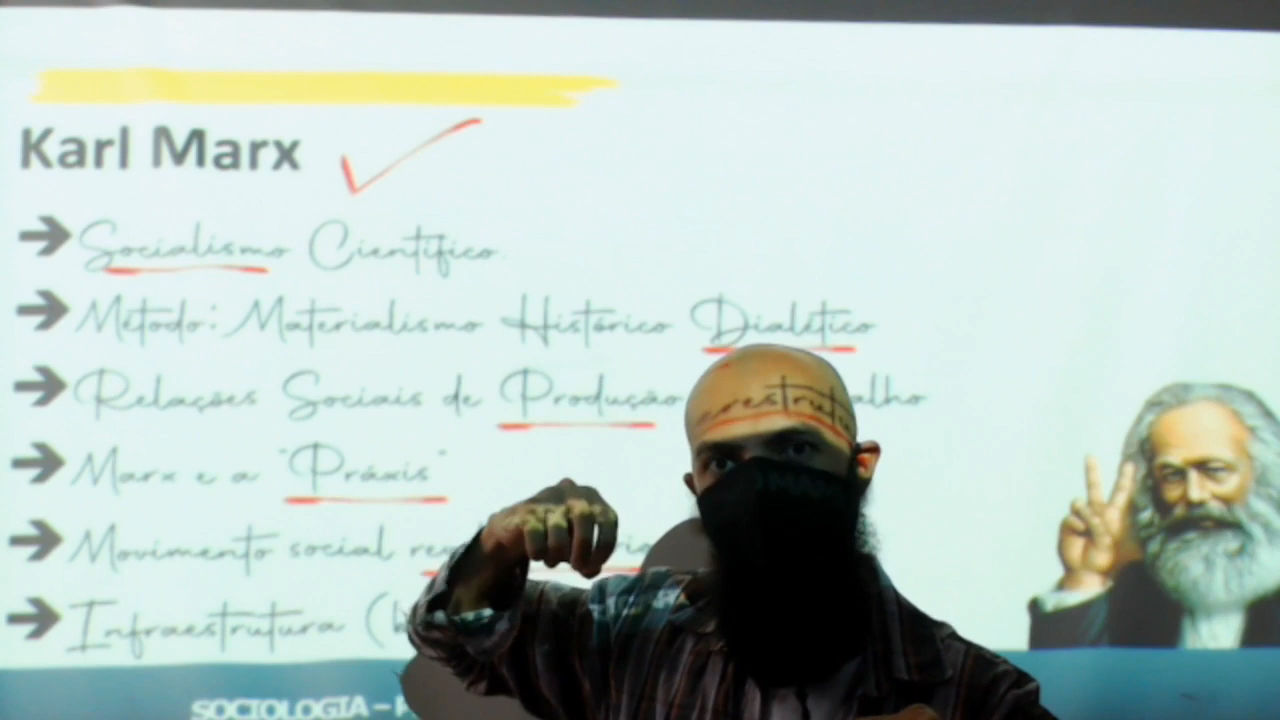 Karl Marx
Socialismo Científico
Método: Materialismo Histórico Dialético
Relações Sociais de Produção
Marx e a "Práxis"
Movimento social
Infraestrutura
SOCIOLOGIA –